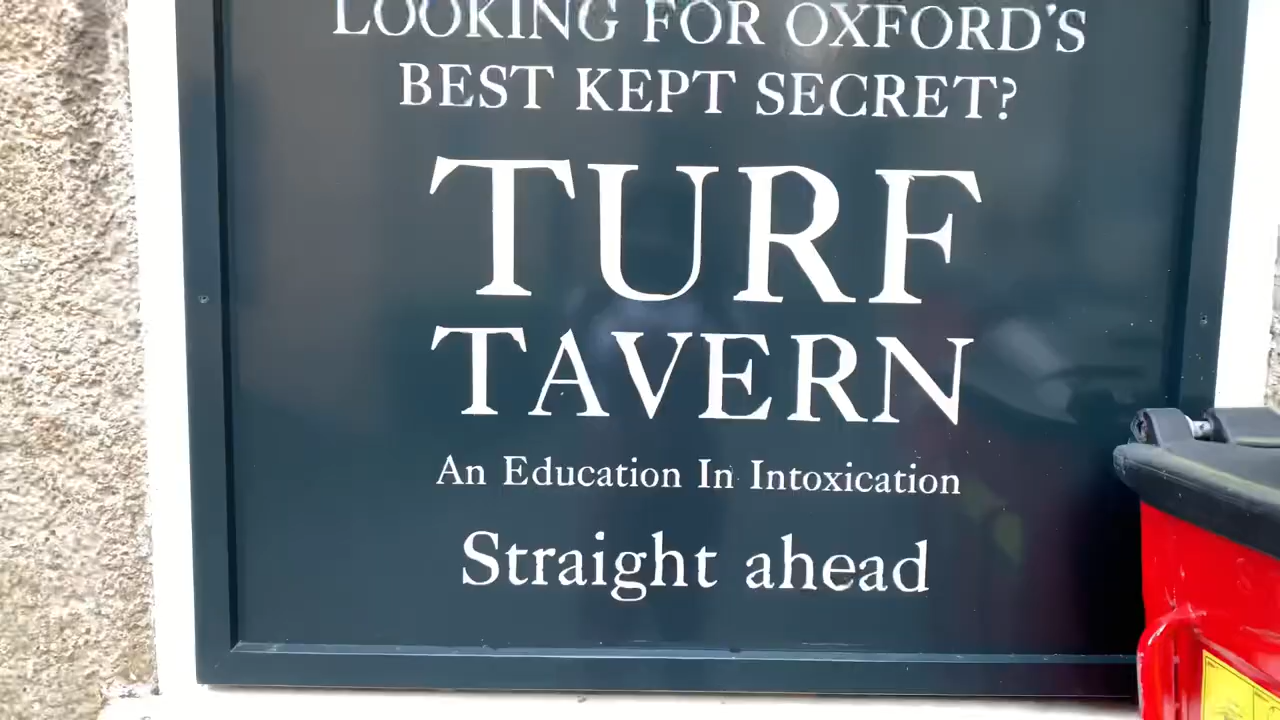 LOOKING FOR OXFORD'S
BEST KEPT SECRET?
TURF
TAVERN
An Education In Intoxication
Straight ahead